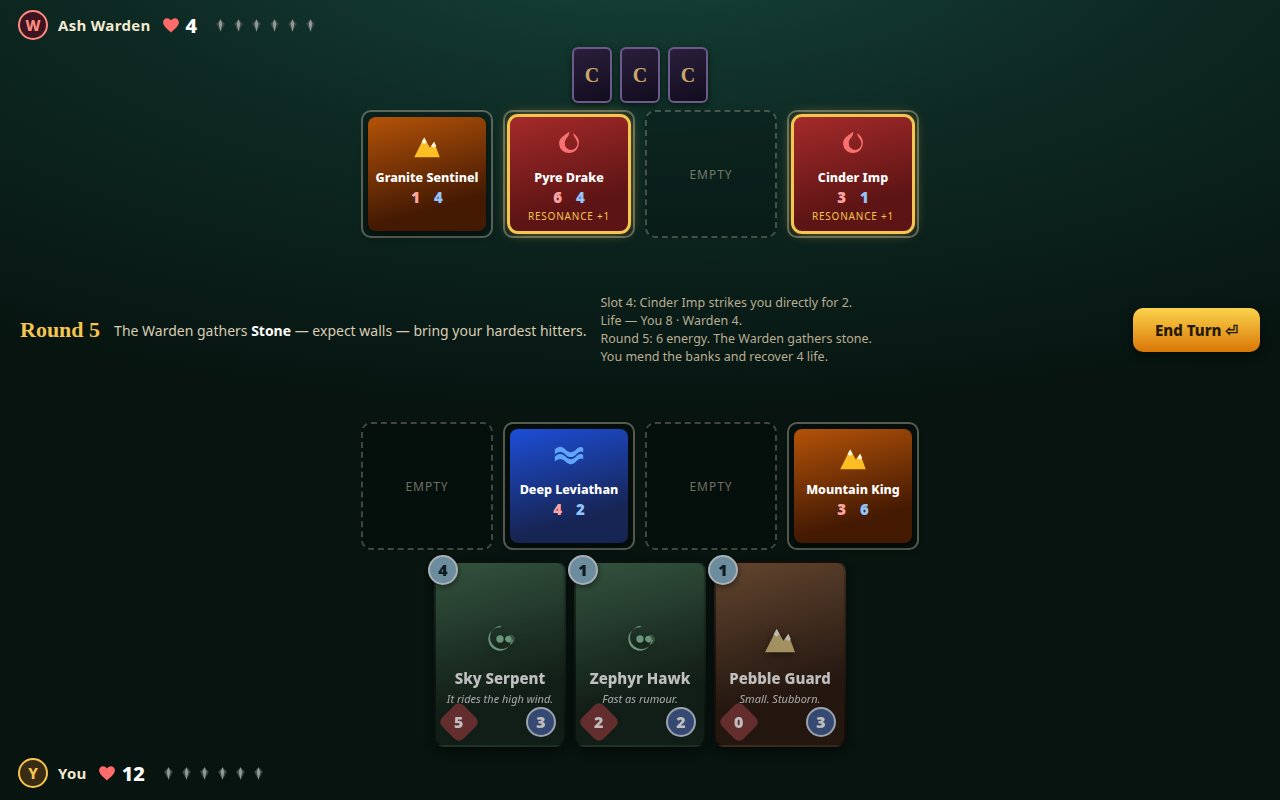 W Ash Warden 4
C C C
Granite Sentinel
1 4
Pyre Drake
6 4
RESONANCE +1
EMPTY
Cinder Imp
3 1
RESONANCE +1
Round 5 The Warden gathers Stone — expect walls — bring your hardest hitters.
Slot 4: Cinder Imp strikes you directly for 2.
Life — You 8 · Warden 4.
Round 5: 6 energy. The Warden gathers stone.
You mend the banks and recover 4 life.
End Turn ⏎
EMPTY
Deep Leviathan
4 2
EMPTY
Mountain King
3 6
4
Sky Serpent
It rides the high wind.
5 3
1
Zephyr Hawk
Fast as rumour.
2 2
1
Pebble Guard
Small. Stubborn.
0 3
Y You 12